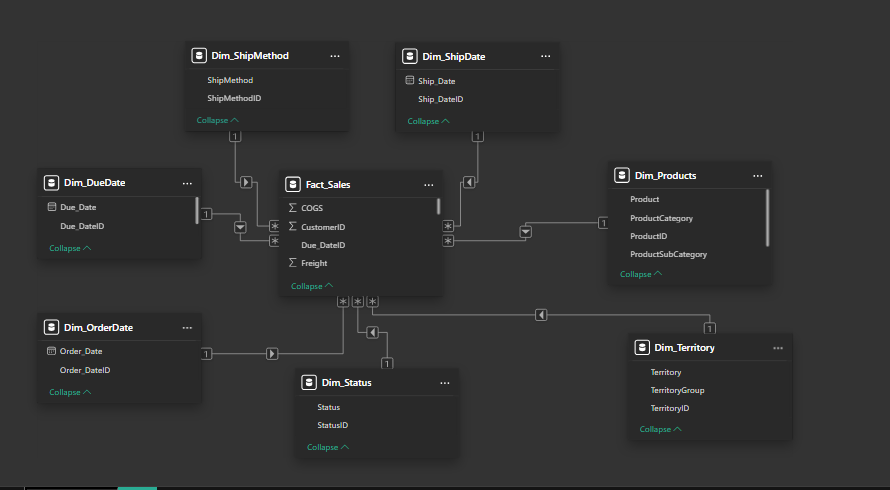 Dim_ShipMethod
ShipMethod
ShipMethodID
Collapse
1
Dim_ShipDate
Ship_Date
Ship_DateID
Collapse
1
Dim_DueDate
Due_Date
Due_DateID
Collapse
1
Fact_Sales
COGS
CustomerID
Due_DateID
Freight
Collapse
Dim_Products
Product
ProductCategory
ProductID
ProductSubCategory
Collapse
1
Dim_OrderDate
Order_Date
Order_DateID
Collapse
1
Dim_Status
Status
StatusID
Collapse
1
Dim_Territory
Territory
TerritoryGroup
TerritoryID
Collapse
1